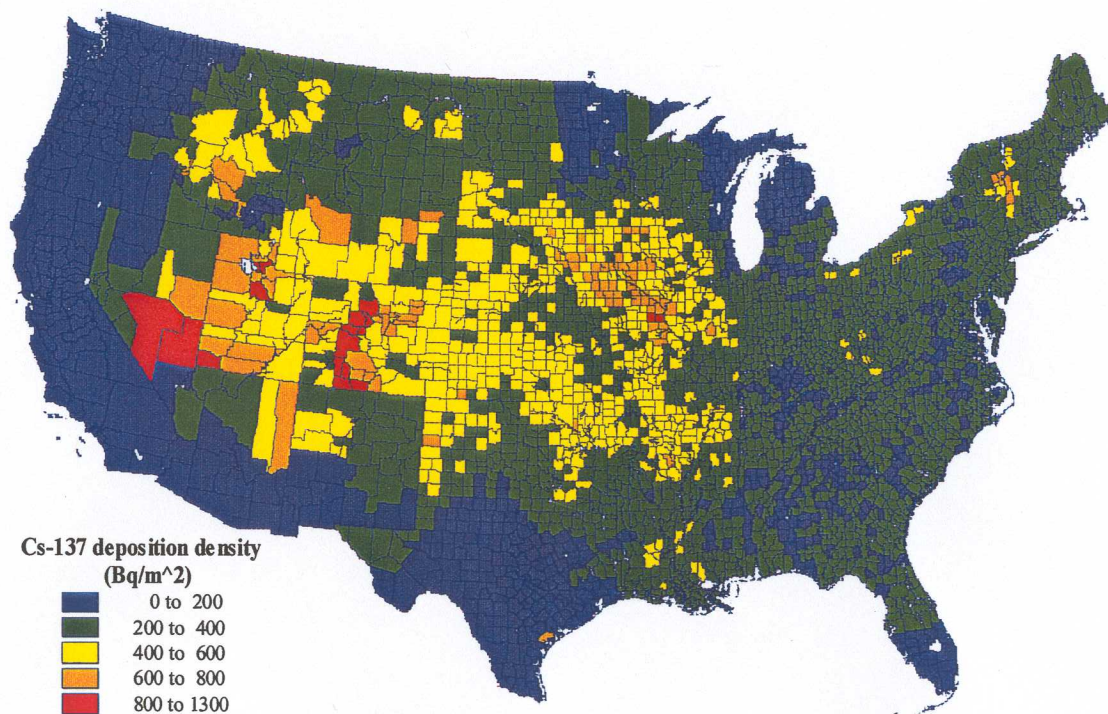 Cs-137 deposition density
(Bq/m^2)
0 to 200
200 to 400
400 to 600
600 to 800
800 to 1300